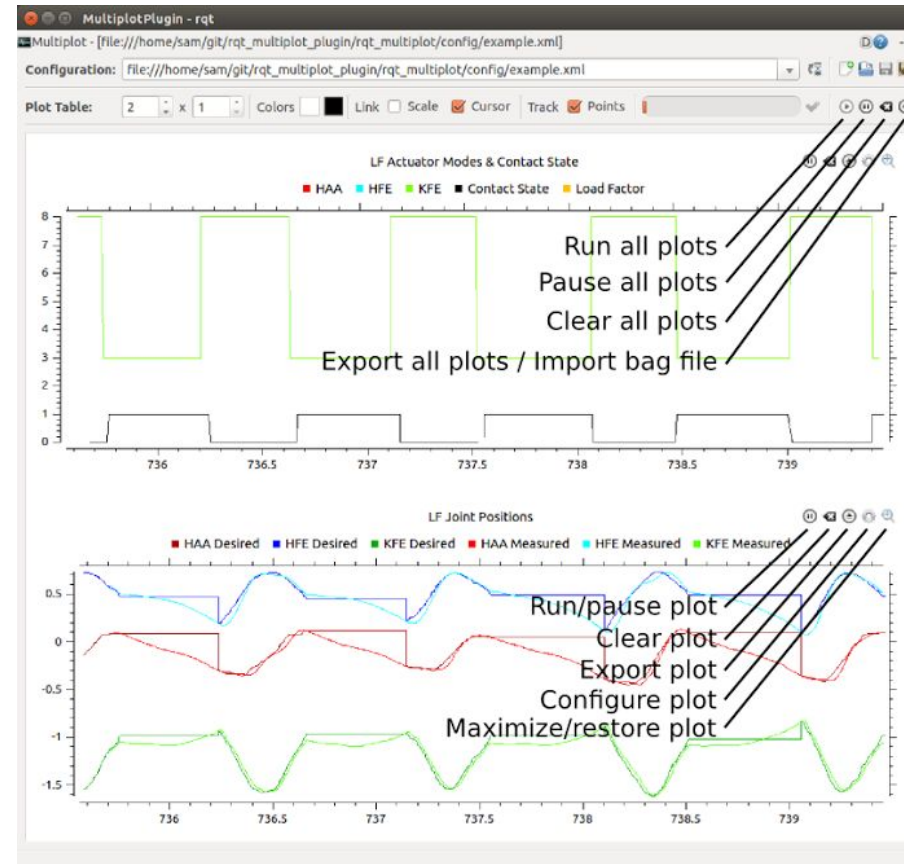 MultiplotPlugin - rqt
Multiplot - [file:///home/sam/git/rqt_multiplot_plugin/rqt_multiplot/config/example.xml] D
Configuration: file:///home/sam/git/rqt_multiplot_plugin/rqt_multiplot/config/example.xml
Plot Table: 2 x 1 Colors Link Scale Cursor Track Points
LF Actuator Modes & Contact State
HAA HFE KFE Contact State Load Factor
8
7
6
5
4
3
2
1
0
736 736.5 737 737.5 738 738.5 739
Run all plots
Pause all plots
Clear all plots
Export all plots / Import bag file
LF Joint Positions
HAA Desired HFE Desired KFE Desired HAA Measured HFE Measured KFE Measured
0.5
0
-0.5
-1
-1.5
736 736.5 737 737.5 738 738.5 739
Run/pause plot
Clear plot
Export plot
Configure plot
Maximize/restore plot